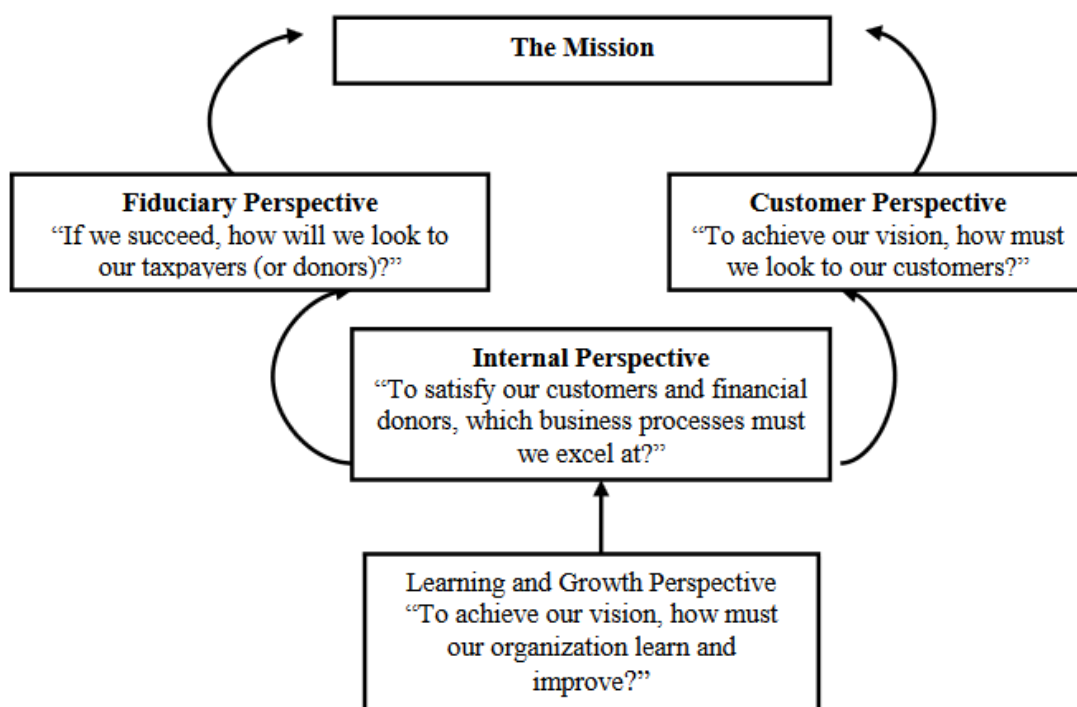 The Mission
Fiduciary Perspective
“If we succeed, how will we look to
our taxpayers (or donors)?”
Customer Perspective
“To achieve our vision, how must
we look to our customers?”
Internal Perspective
“To satisfy our customers and financial
donors, which business processes must
we excel at?”
Learning and Growth Perspective
“To achieve our vision, how must
our organization learn and
improve?”